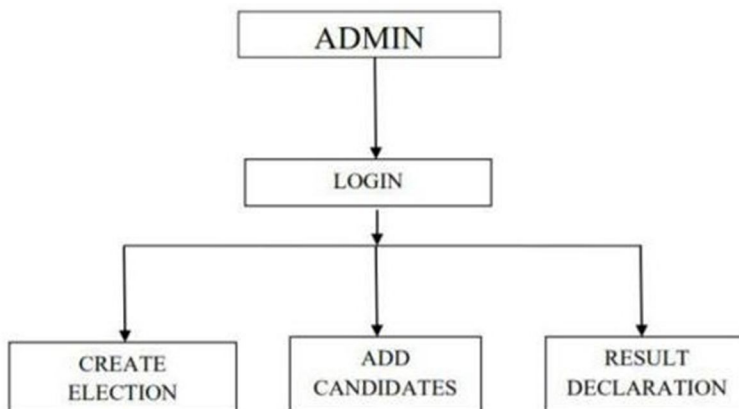 ADMIN
LOGIN
CREATE
ELECTION
ADD
CANDIDATES
RESULT
DECLARATION